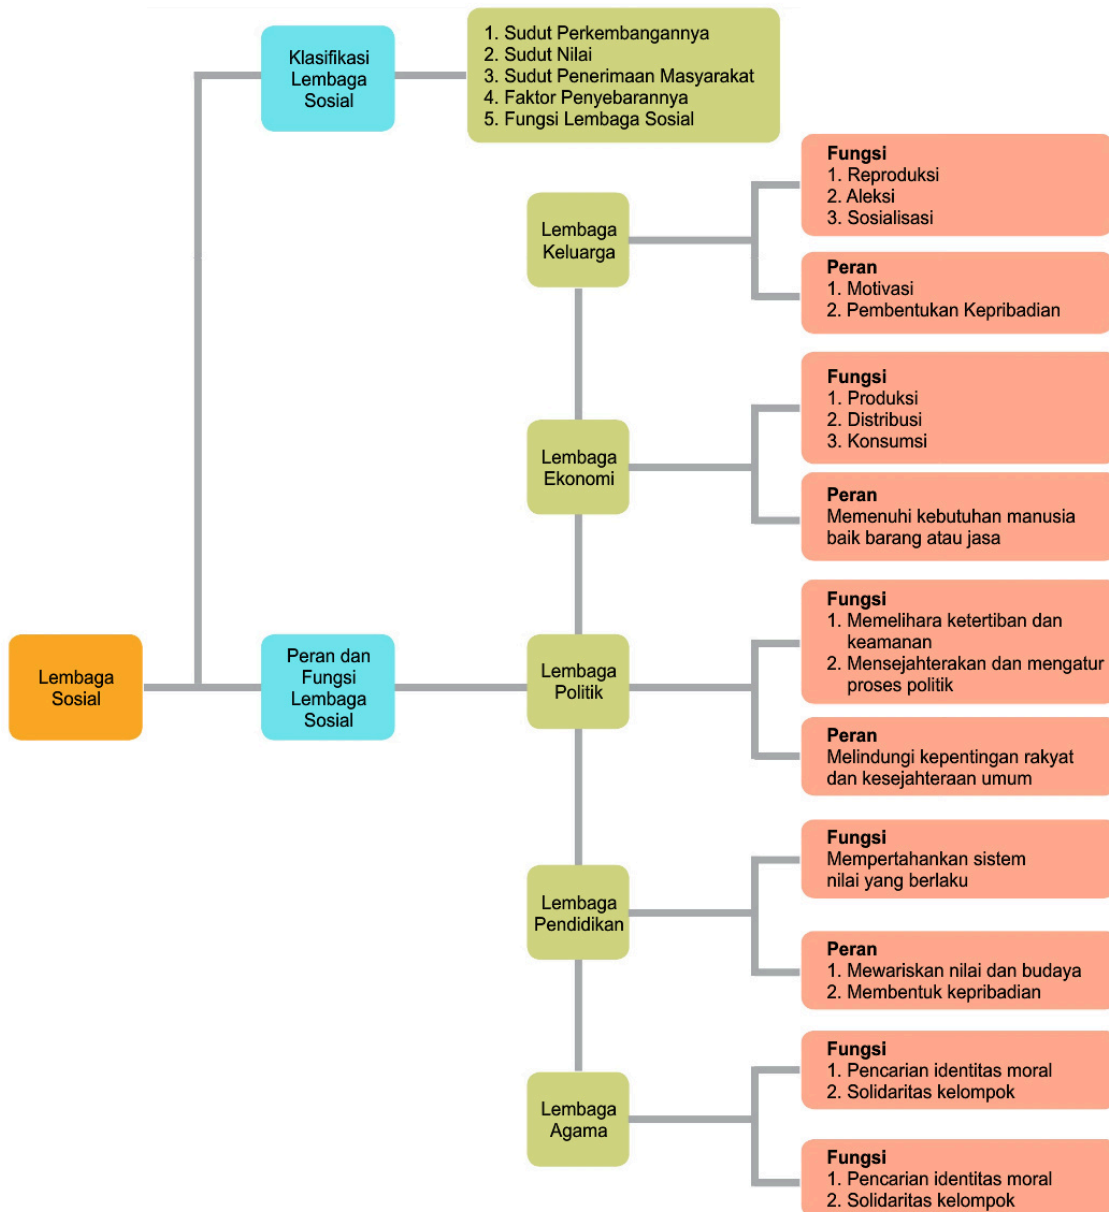 Klasifikasi
Lembaga
Sosial
1. Sudut Perkembangannya
2. Sudut Nilai
3. Sudut Penerimaan Masyarakat
4. Faktor Penyebarannya
5. Fungsi Lembaga Sosial
Lembaga
Sosial
Peran dan
Fungsi
Lembaga
Sosial
Lembaga
Keluarga
Fungsi
1. Reproduksi
2. Aleksi
3. Sosialisasi
Peran
1. Motivasi
2. Pembentukan Kepribadian
Lembaga
Ekonomi
Fungsi
1. Produksi
2. Distribusi
3. Konsumsi
Peran
Memenuhi kebutuhan manusia
baik barang atau jasa
Lembaga
Politik
Fungsi
1. Memelihara ketertiban dan
keamanan
2. Mensejahterakan dan mengatur
proses politik
Peran
Melindungi kepentingan rakyat
dan kesejahteraan umum
Lembaga
Pendidikan
Fungsi
Mempertahankan sistem
nilai yang berlaku
Peran
1. Mewariskan nilai dan budaya
2. Membentuk kepribadian
Lembaga
Agama
Fungsi
1. Pencarian identitas moral
2. Solidaritas kelompok
Fungsi
1. Pencarian identitas moral
2. Solidaritas kelompok